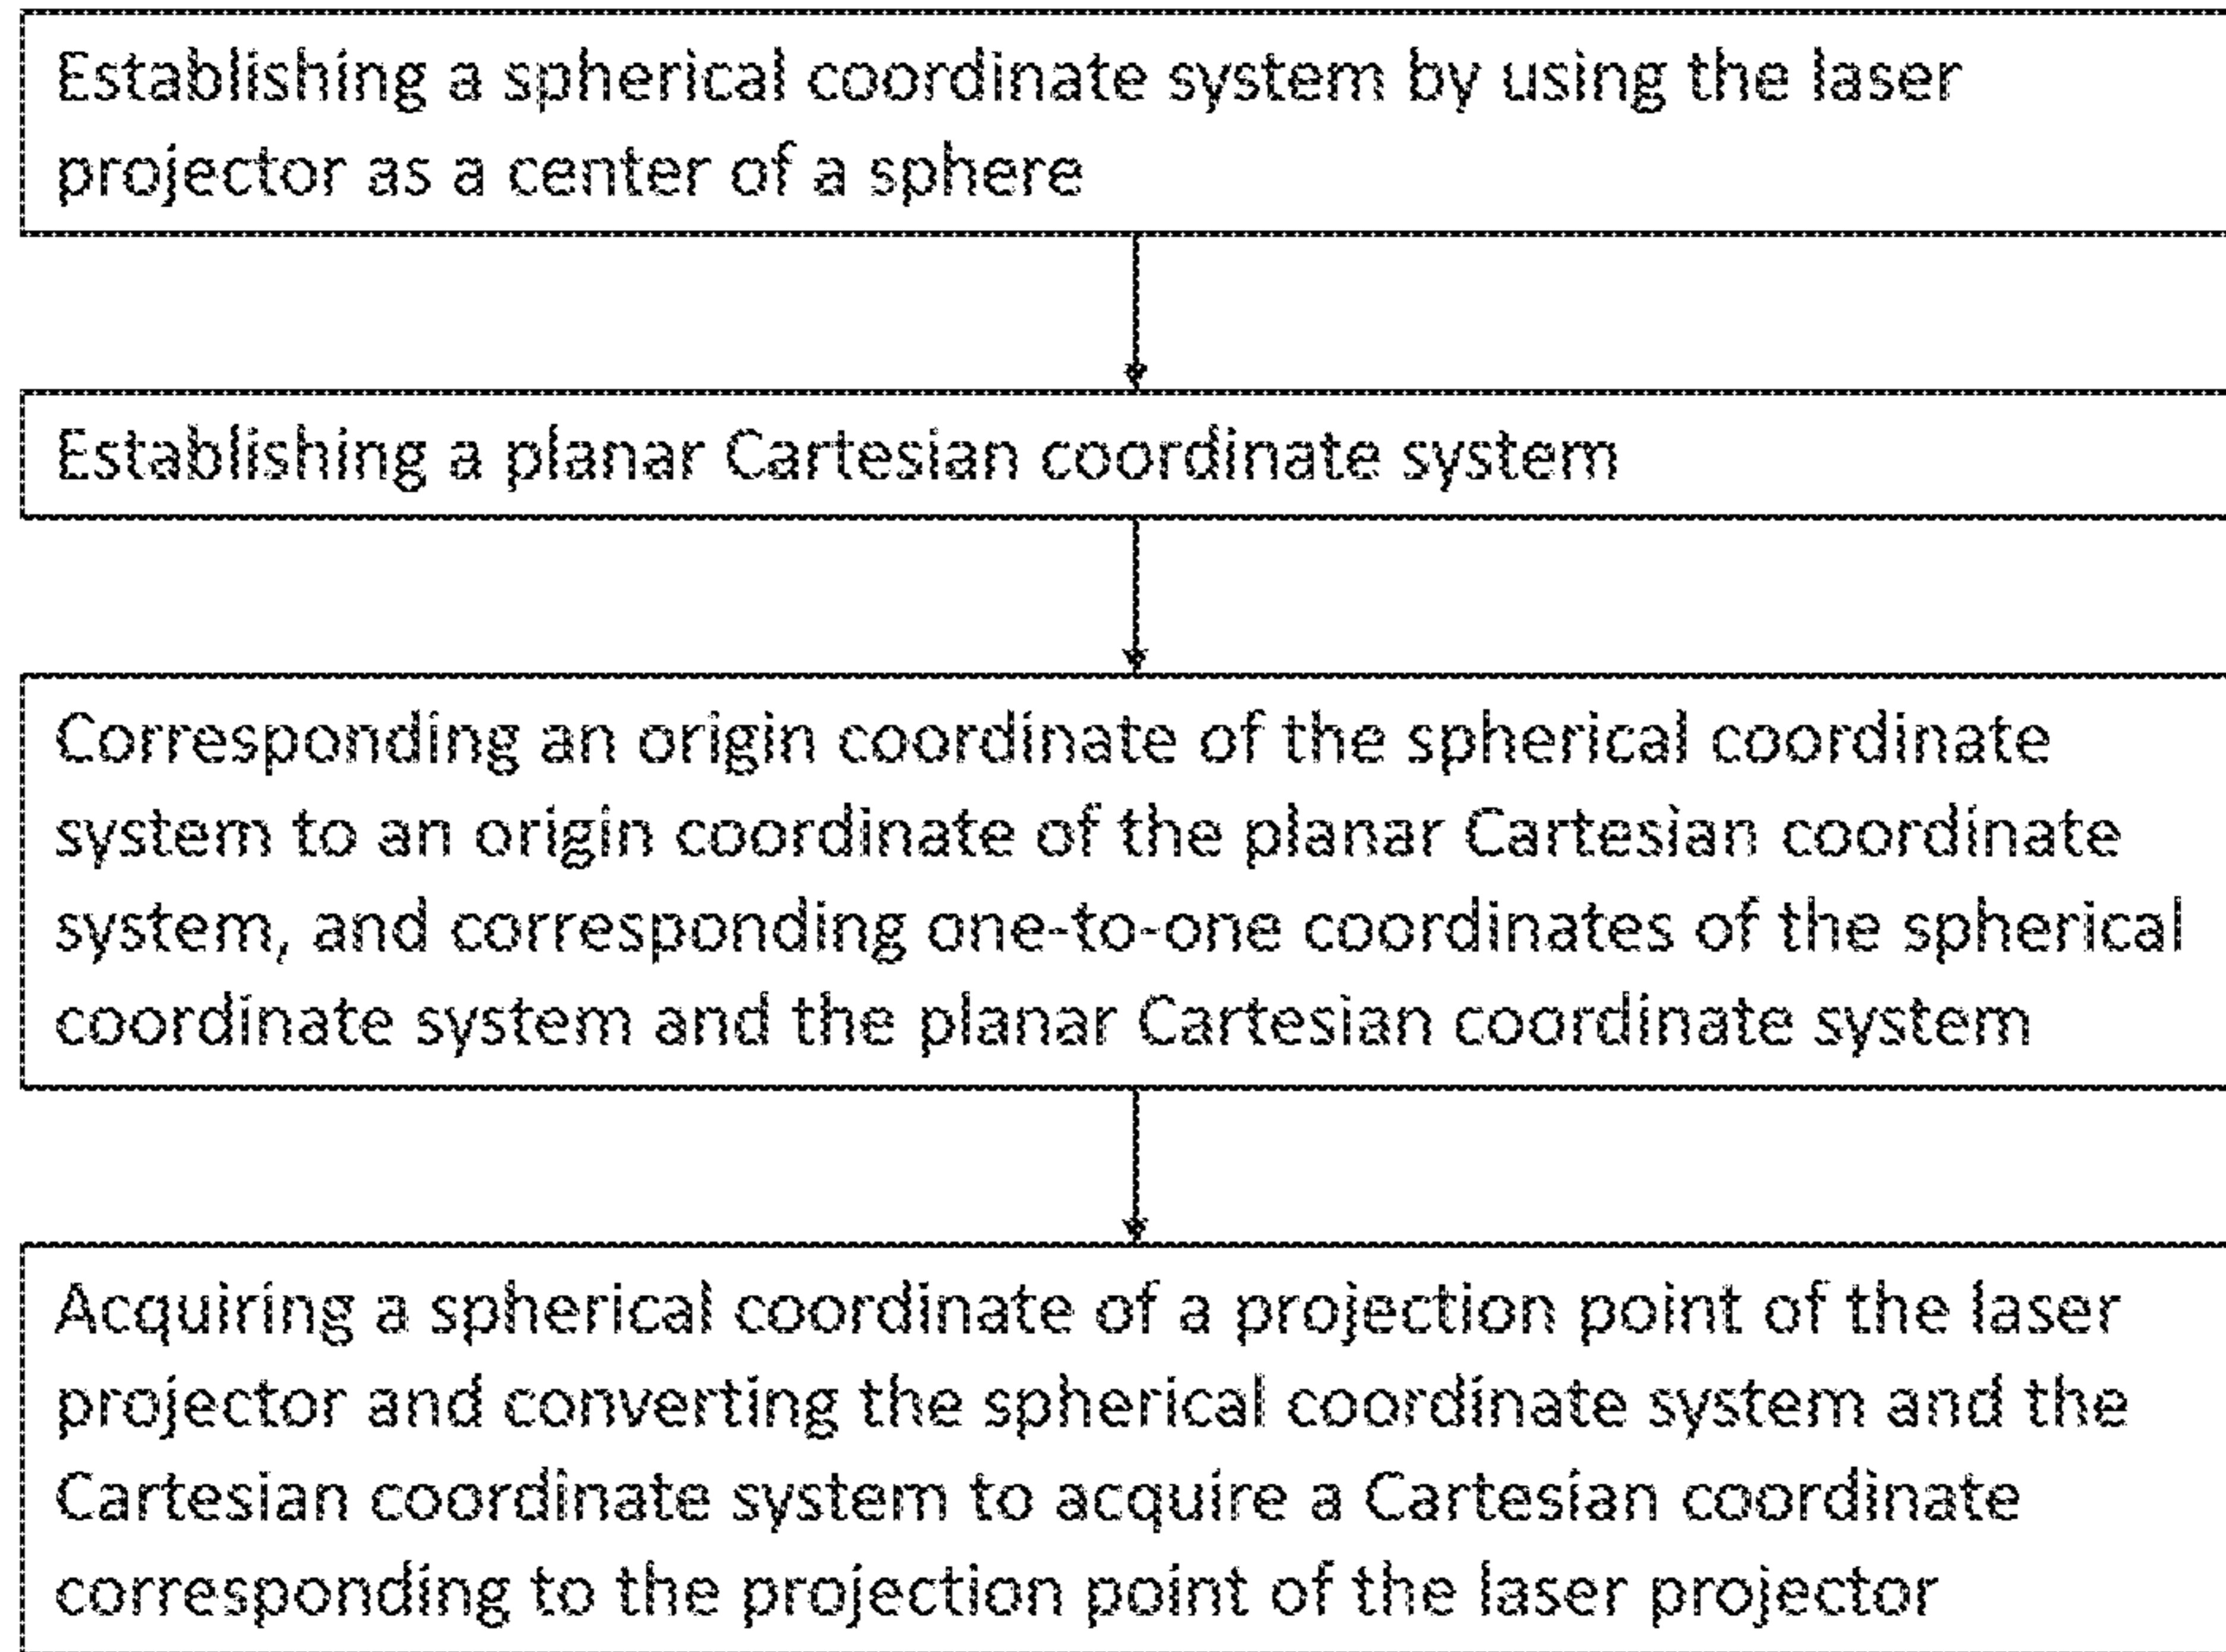 Establishing a spherical coordinate system by using the laser
projector as a center of a sphere
Establishing a planar Cartesian coordinate system
Corresponding an origin coordinate of the spherical coordinate
system to an origin coordinate of the planar Cartesian coordinate
system, and corresponding one-to-one coordinates of the spherical
coordinate system and the planar Cartesian coordinate system
Acquiring a spherical coordinate of a projection point of the laser
projector and converting the spherical coordinate system and the
Cartesian coordinate system to acquire a Cartesian coordinate
corresponding to the projection point of the laser projector